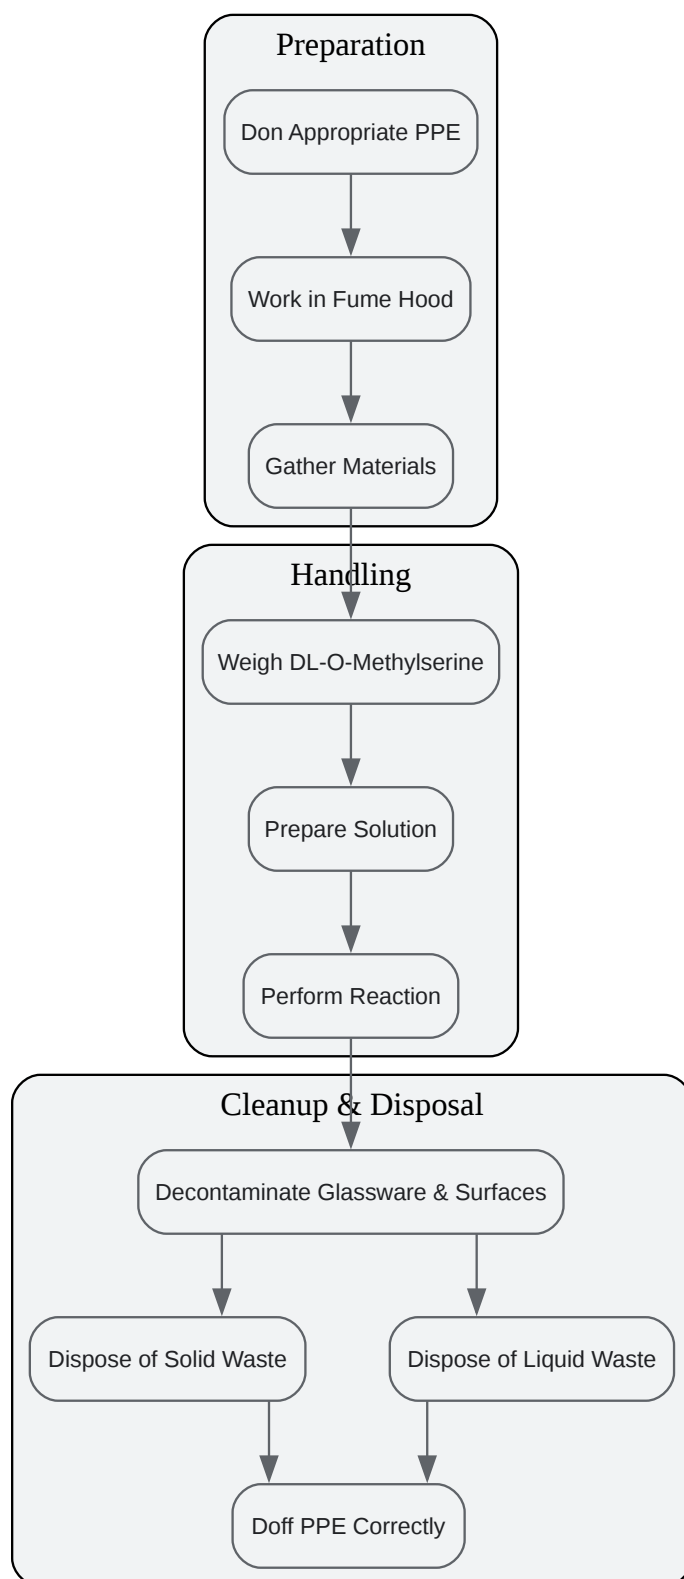 Preparation
Don Appropriate PPE
Work in Fume Hood
Gather Materials
Handling
Weigh DL-O-Methylserine
Prepare Solution
Perform Reaction
Cleanup & Disposal
Decontaminate Glassware & Surfaces
Dispose of Solid Waste
Dispose of Liquid Waste
Doff PPE Correctly